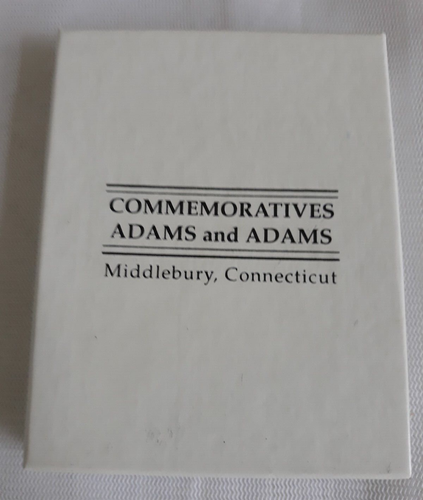 COMMEMORATIVES
ADAMS and ADAMS
Middlebury, Connecticut